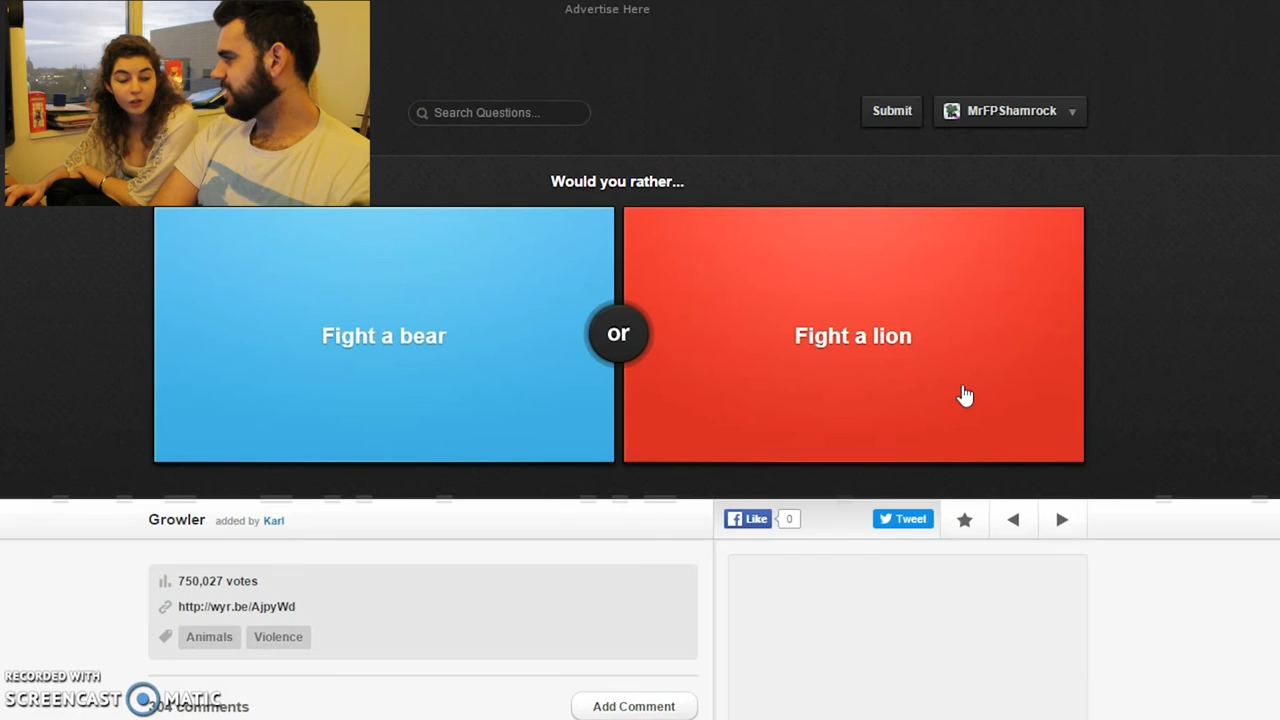 Advertise Here
Search Questions...
Submit
MrFPShamrock
Would you rather...
Fight a bear
or
Fight a lion
Growler added by Karl
Like 0
Tweet
750,027 votes
http://wyr.be/AjpyWd
Animals Violence
304 comments
Add Comment
RECORDED WITH
SCREENCAST MATIC